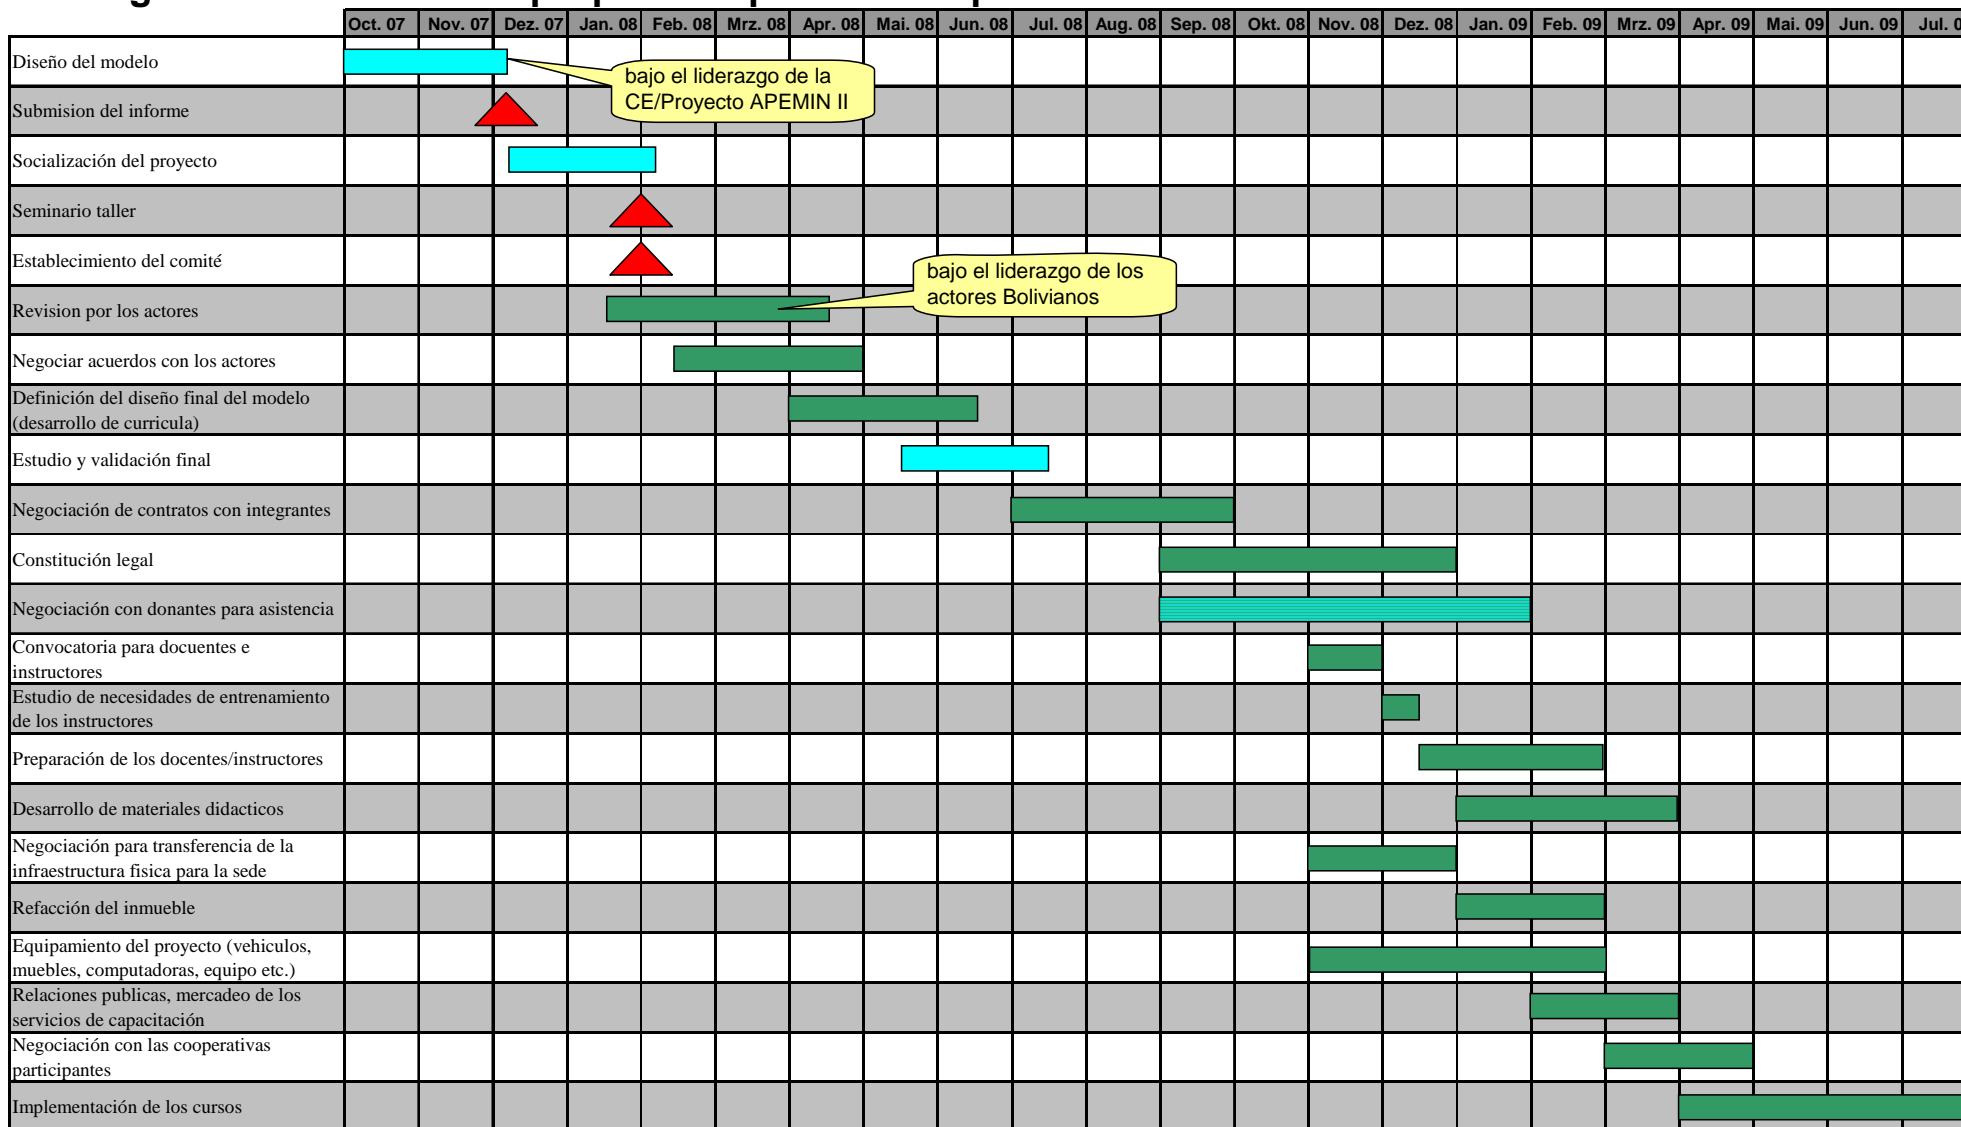 Oct. 07 Nov. 07 Dez. 07 Jan. 08 Feb. 08 Mrz. 08 Apr. 08 Mai. 08 Jun. 08 Jul. 08 Aug. 08 Sep. 08 Okt. 08 Nov. 08 Dez. 08 Jan. 09 Feb. 09 Mrz. 09 Apr. 09 Mai. 09 Jun. 09 Jul. 0
Diseño del modelo
bajo el liderazgo de la
CE/Proyecto APEMIN II
Submision del informe
Socialización del proyecto
Seminario taller
Establecimiento del comité
bajo el liderazgo de los
actores Bolivianos
Revision por los actores
Negociar acuerdos con los actores
Definición del diseño final del modelo
(desarrollo de curricula)
Estudio y validación final
Negociación de contratos con integrantes
Constitución legal
Negociación con donantes para asistencia
Convocatoria para docuentes e
instructores
Estudio de necesidades de entrenamiento
de los instructores
Preparación de los docentes/instructores
Desarrollo de materiales didacticos
Negociación para transferencia de la
infraestructura fisica para la sede
Refacción del inmueble
Equipamiento del proyecto (vehiculos,
muebles, computadoras, equipo etc.)
Relaciones publicas, mercadeo de los
servicios de capacitación
Negociación con las cooperativas
participantes
Implementación de los cursos